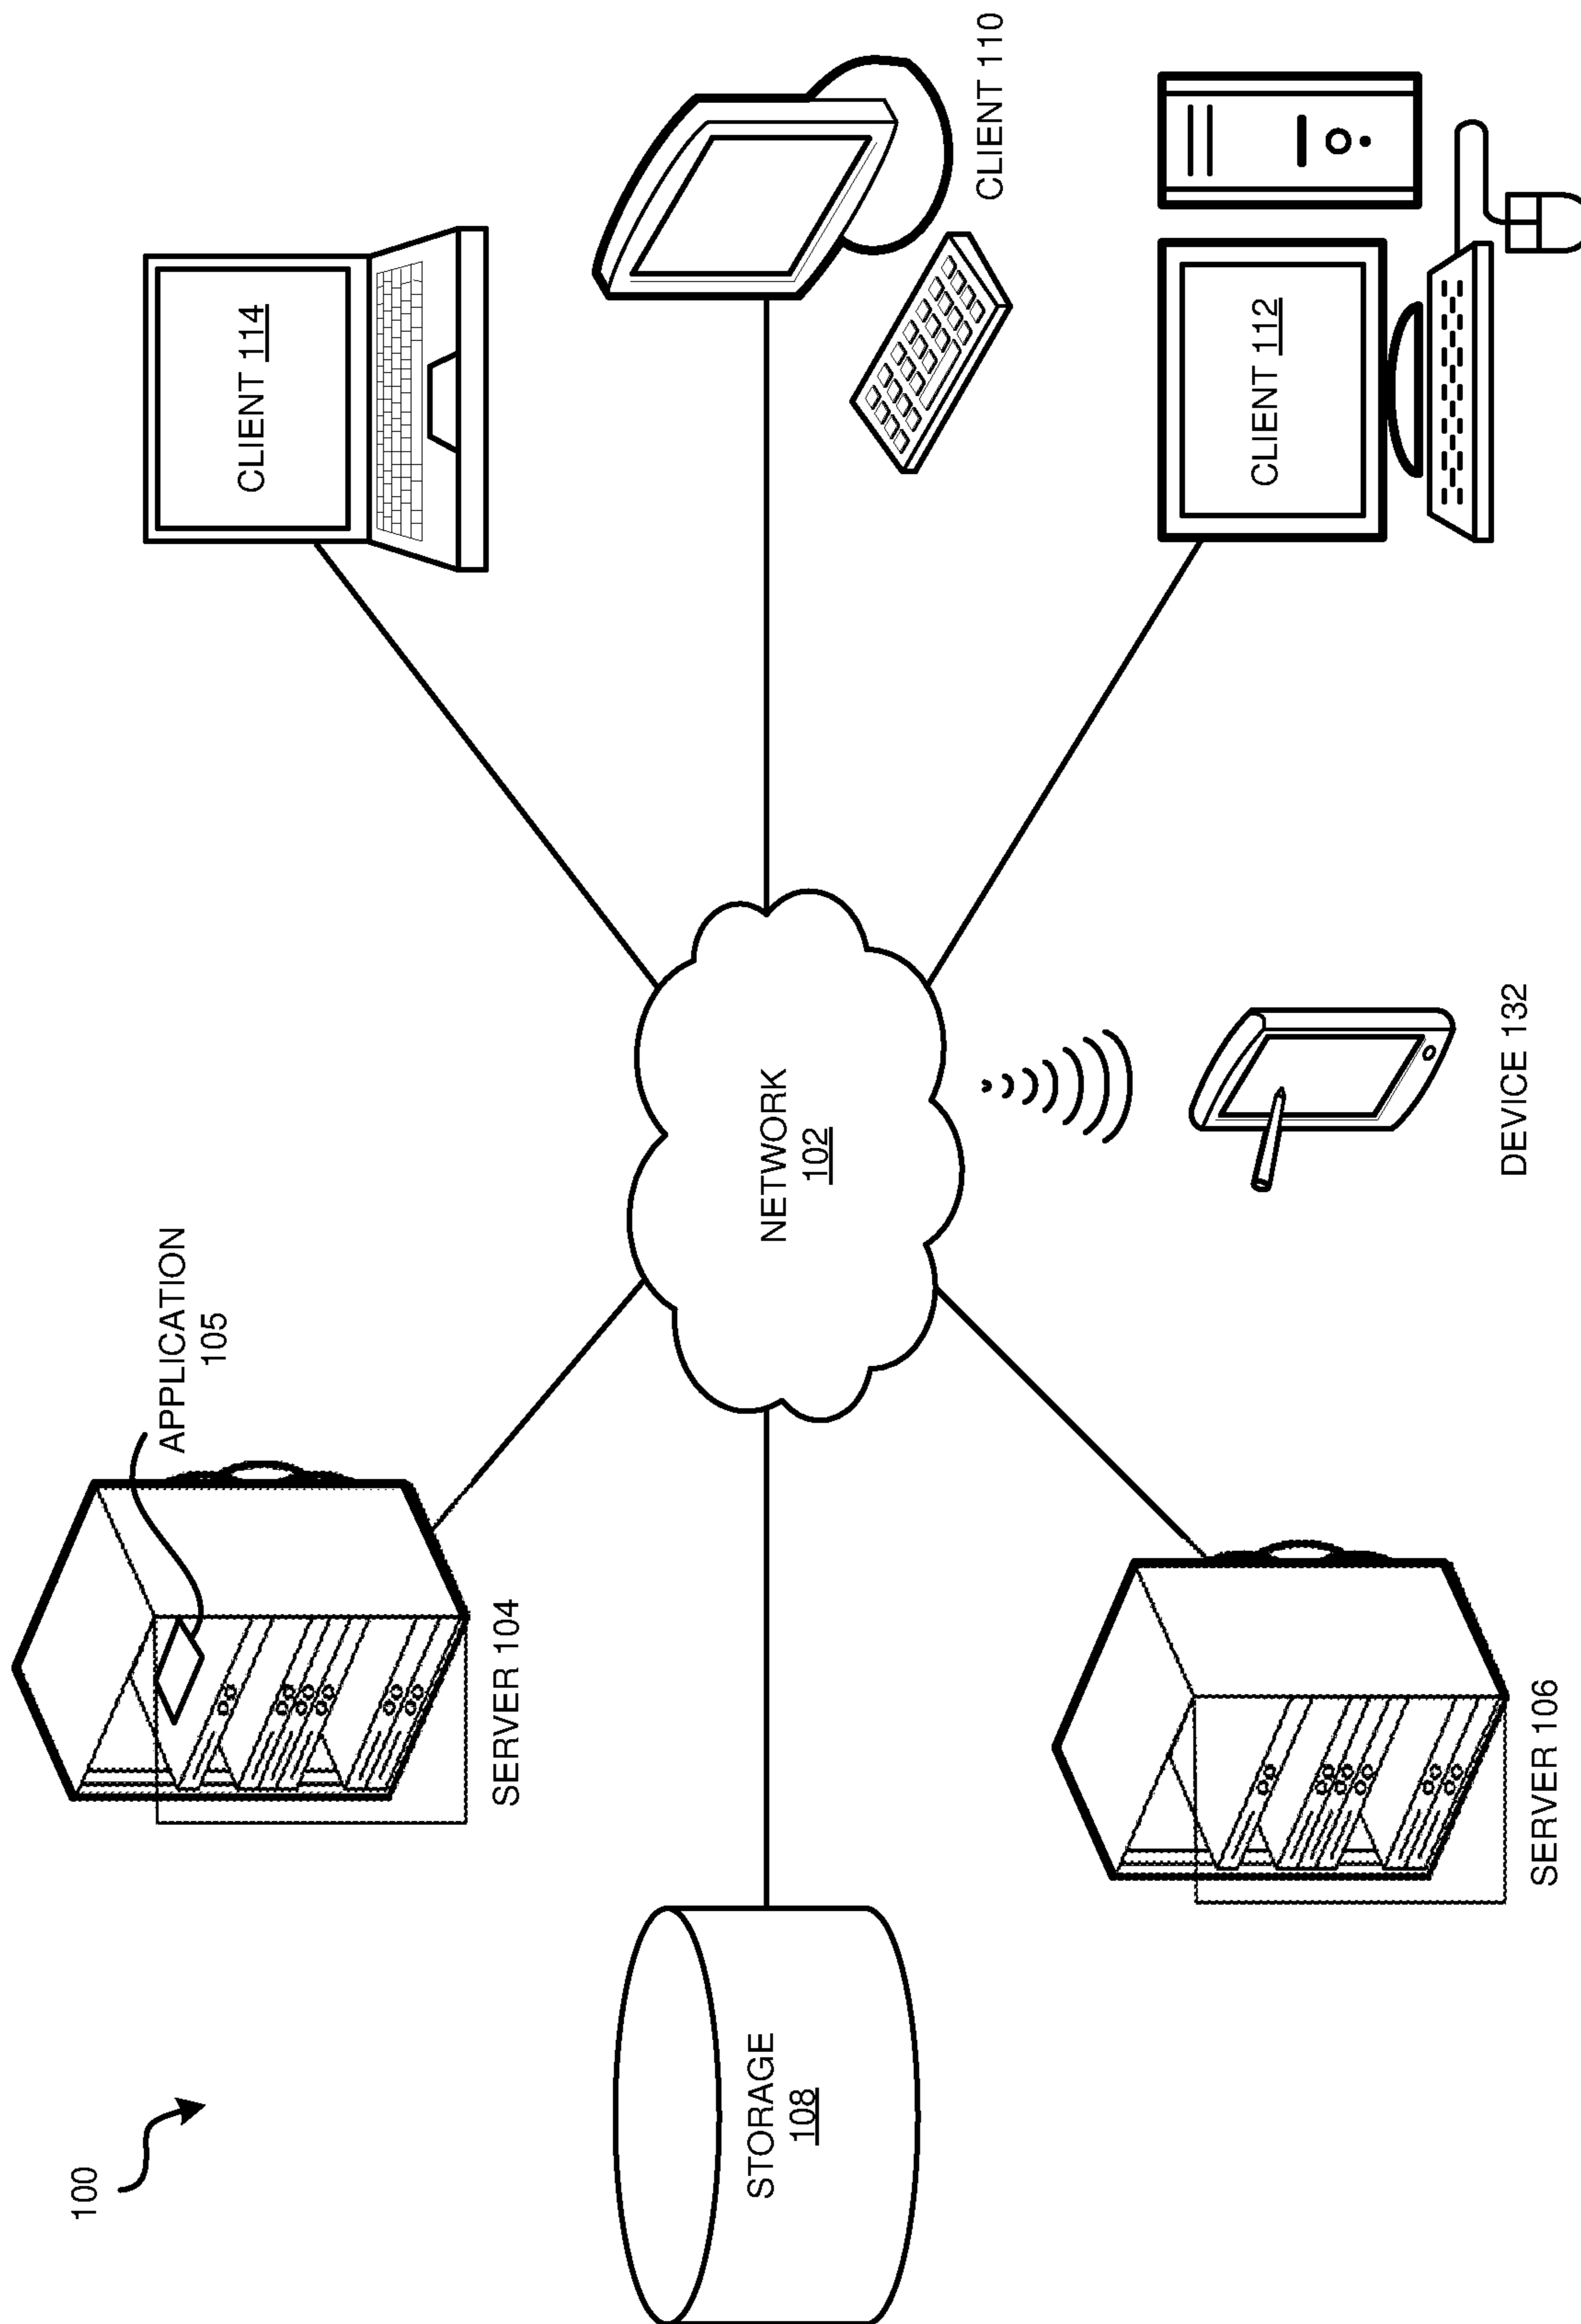 100
APPLICATION
105
SERVER 104
CLIENT 114
STORAGE
108
NETWORK
102
CLIENT 110
SERVER 106
DEVICE 132
CLIENT 112